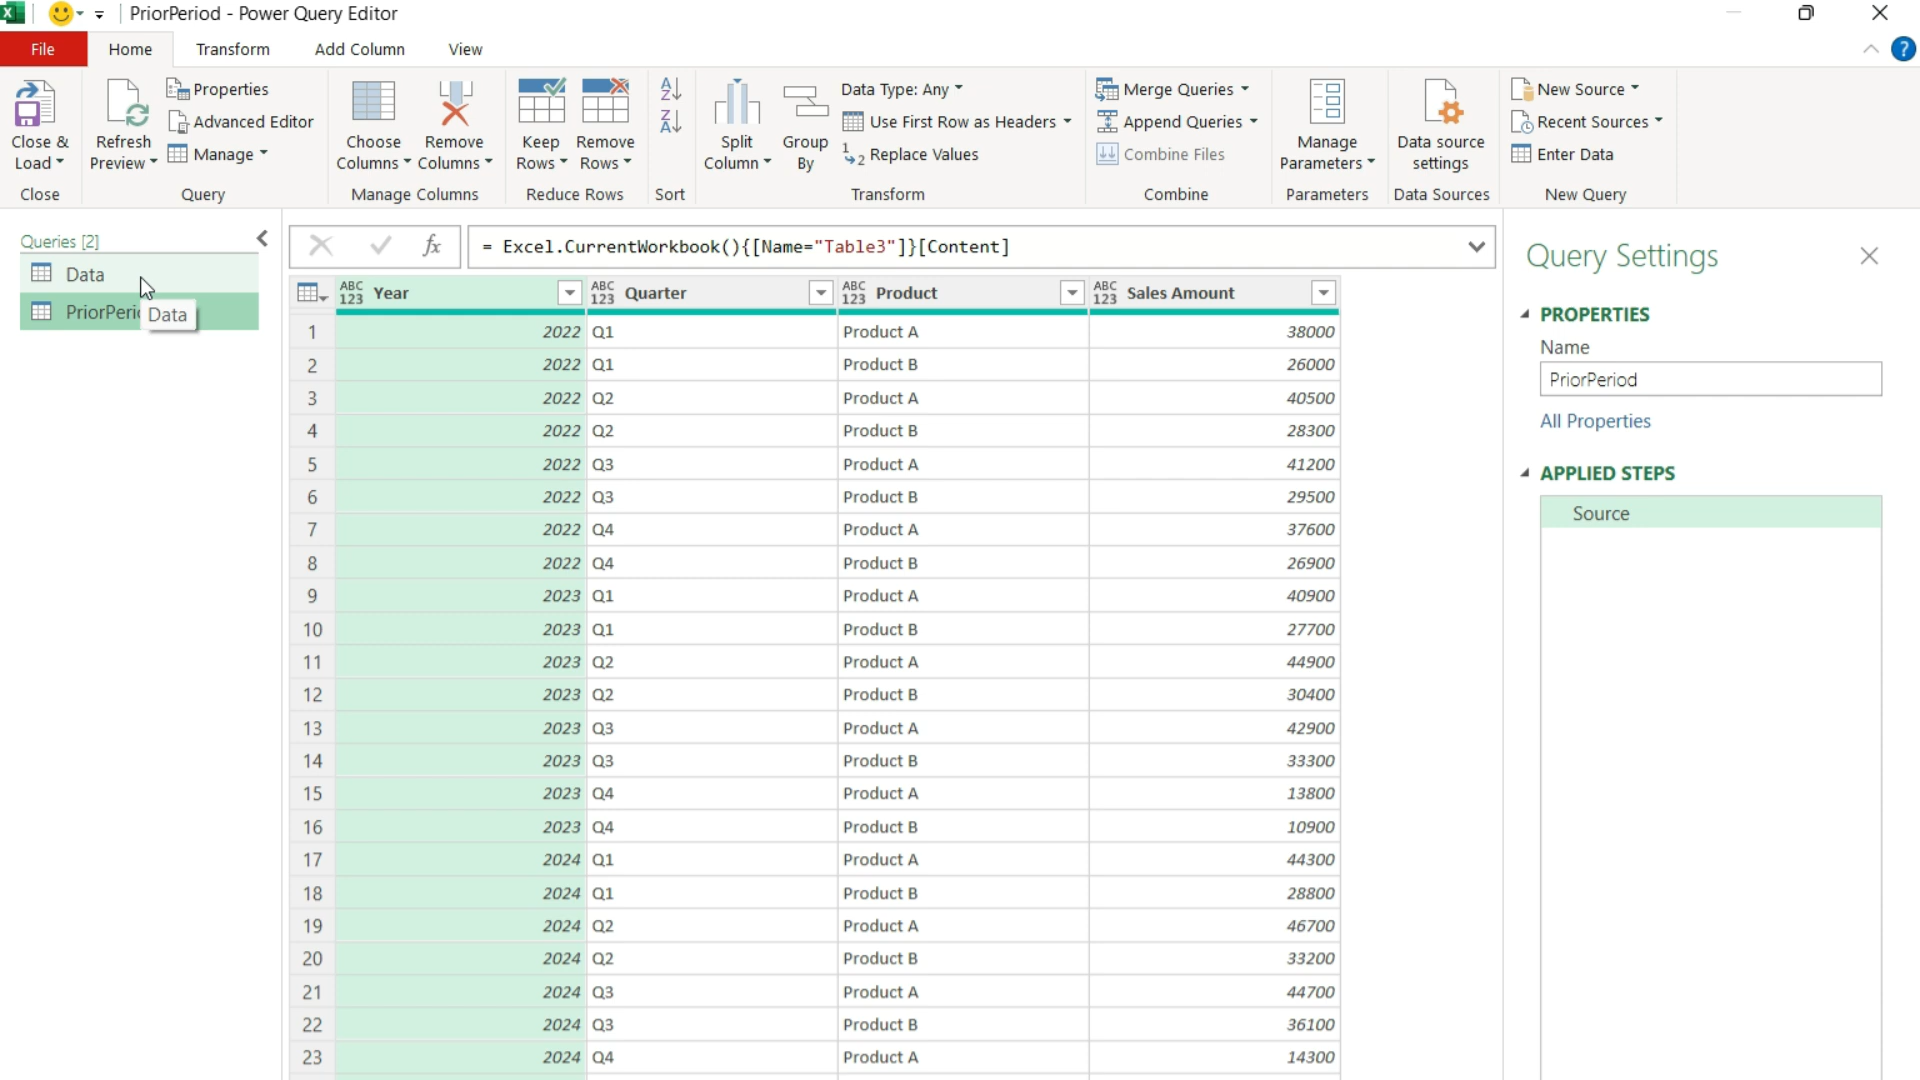 PriorPeriod - Power Query Editor
File Home Transform Add Column View
Close & Load
Refresh Preview
Properties
Advanced Editor
Manage
Choose Columns
Remove Columns
Keep Rows
Remove Rows
A Z
Z A
Split Column
Group By
Data Type: Any
Use First Row as Headers
1 2 Replace Values
Merge Queries
Append Queries
Combine Files
Manage Parameters
Data source settings
New Source
Recent Sources
Enter Data
Close Query Manage Columns Reduce Rows Sort Transform Combine Parameters Data Sources New Query
Queries [2]
Data
PriorPeri
Data
fx = Excel.CurrentWorkbook(){[Name="Table3"]}[Content]
ABC 123 Year ABC 123 Quarter ABC 123 Product ABC 123 Sales Amount
1 2022 Q1 Product A 38000
2 2022 Q1 Product B 26000
3 2022 Q2 Product A 40500
4 2022 Q2 Product B 28300
5 2022 Q3 Product A 41200
6 2022 Q3 Product B 29500
7 2022 Q4 Product A 37600
8 2022 Q4 Product B 26900
9 2023 Q1 Product A 40900
10 2023 Q1 Product B 27700
11 2023 Q2 Product A 44900
12 2023 Q2 Product B 30400
13 2023 Q3 Product A 42900
14 2023 Q3 Product B 33300
15 2023 Q4 Product A 13800
16 2023 Q4 Product B 10900
17 2024 Q1 Product A 44300
18 2024 Q1 Product B 28800
19 2024 Q2 Product A 46700
20 2024 Q2 Product B 33200
21 2024 Q3 Product A 44700
22 2024 Q3 Product B 36100
23 2024 Q4 Product A 14300
Query Settings
PROPERTIES
Name
PriorPeriod
All Properties
APPLIED STEPS
Source